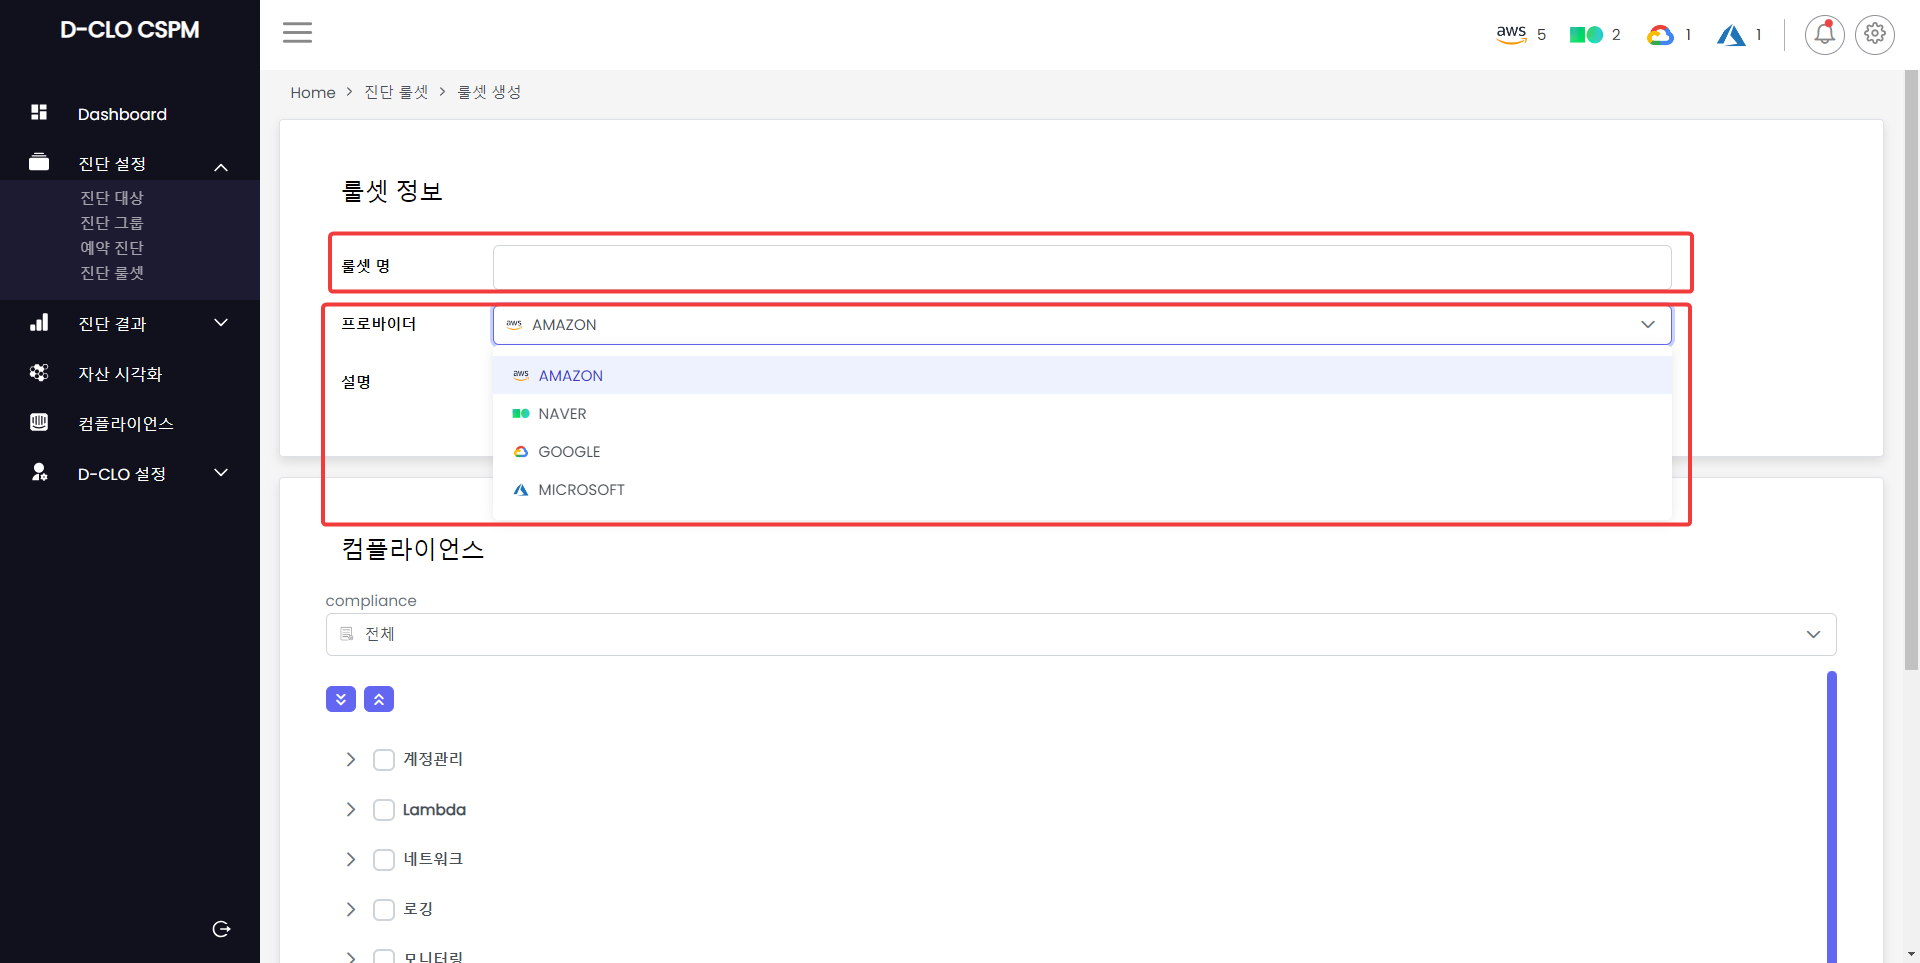 D-CLO CSPM
aws 5 2 1 1
Dashboard
진단 설정
진단 대상
진단 그룹
예약 진단
진단 룰셋
진단 결과
자산 시각화
컴플라이언스
D-CLO 설정
Home > 진단 룰셋 > 룰셋 생성
룰셋 정보
룰셋 명
프로바이더
aws AMAZON
설명
aws AMAZON
NAVER
GOOGLE
MICROSOFT
컴플라이언스
compliance
전체
계정관리
Lambda
네트워크
로깅
모니터링